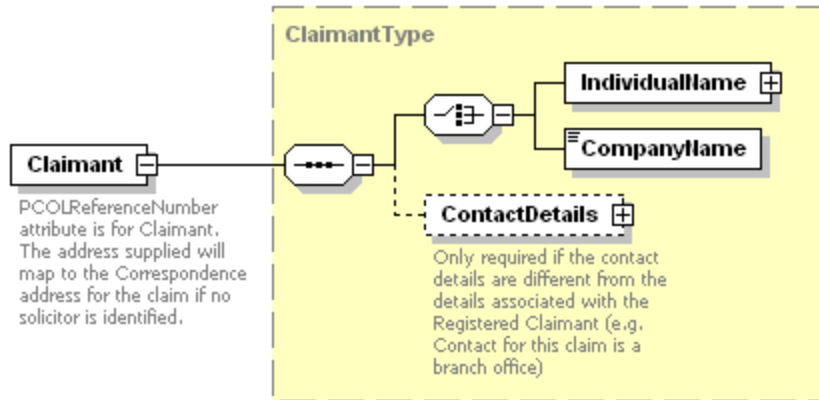 ClaimantType
IndividualName
Claimant
CompanyName
PCOLReferenceNumber
attribute is for Claimant.
The address supplied will
map to the Correspondence
address for the claim if no
solicitor is identified.
ContactDetails
Only required if the contact
details are different from the
details associated with the
Registered Claimant (e.g.
Contact for this claim is a
branch office)